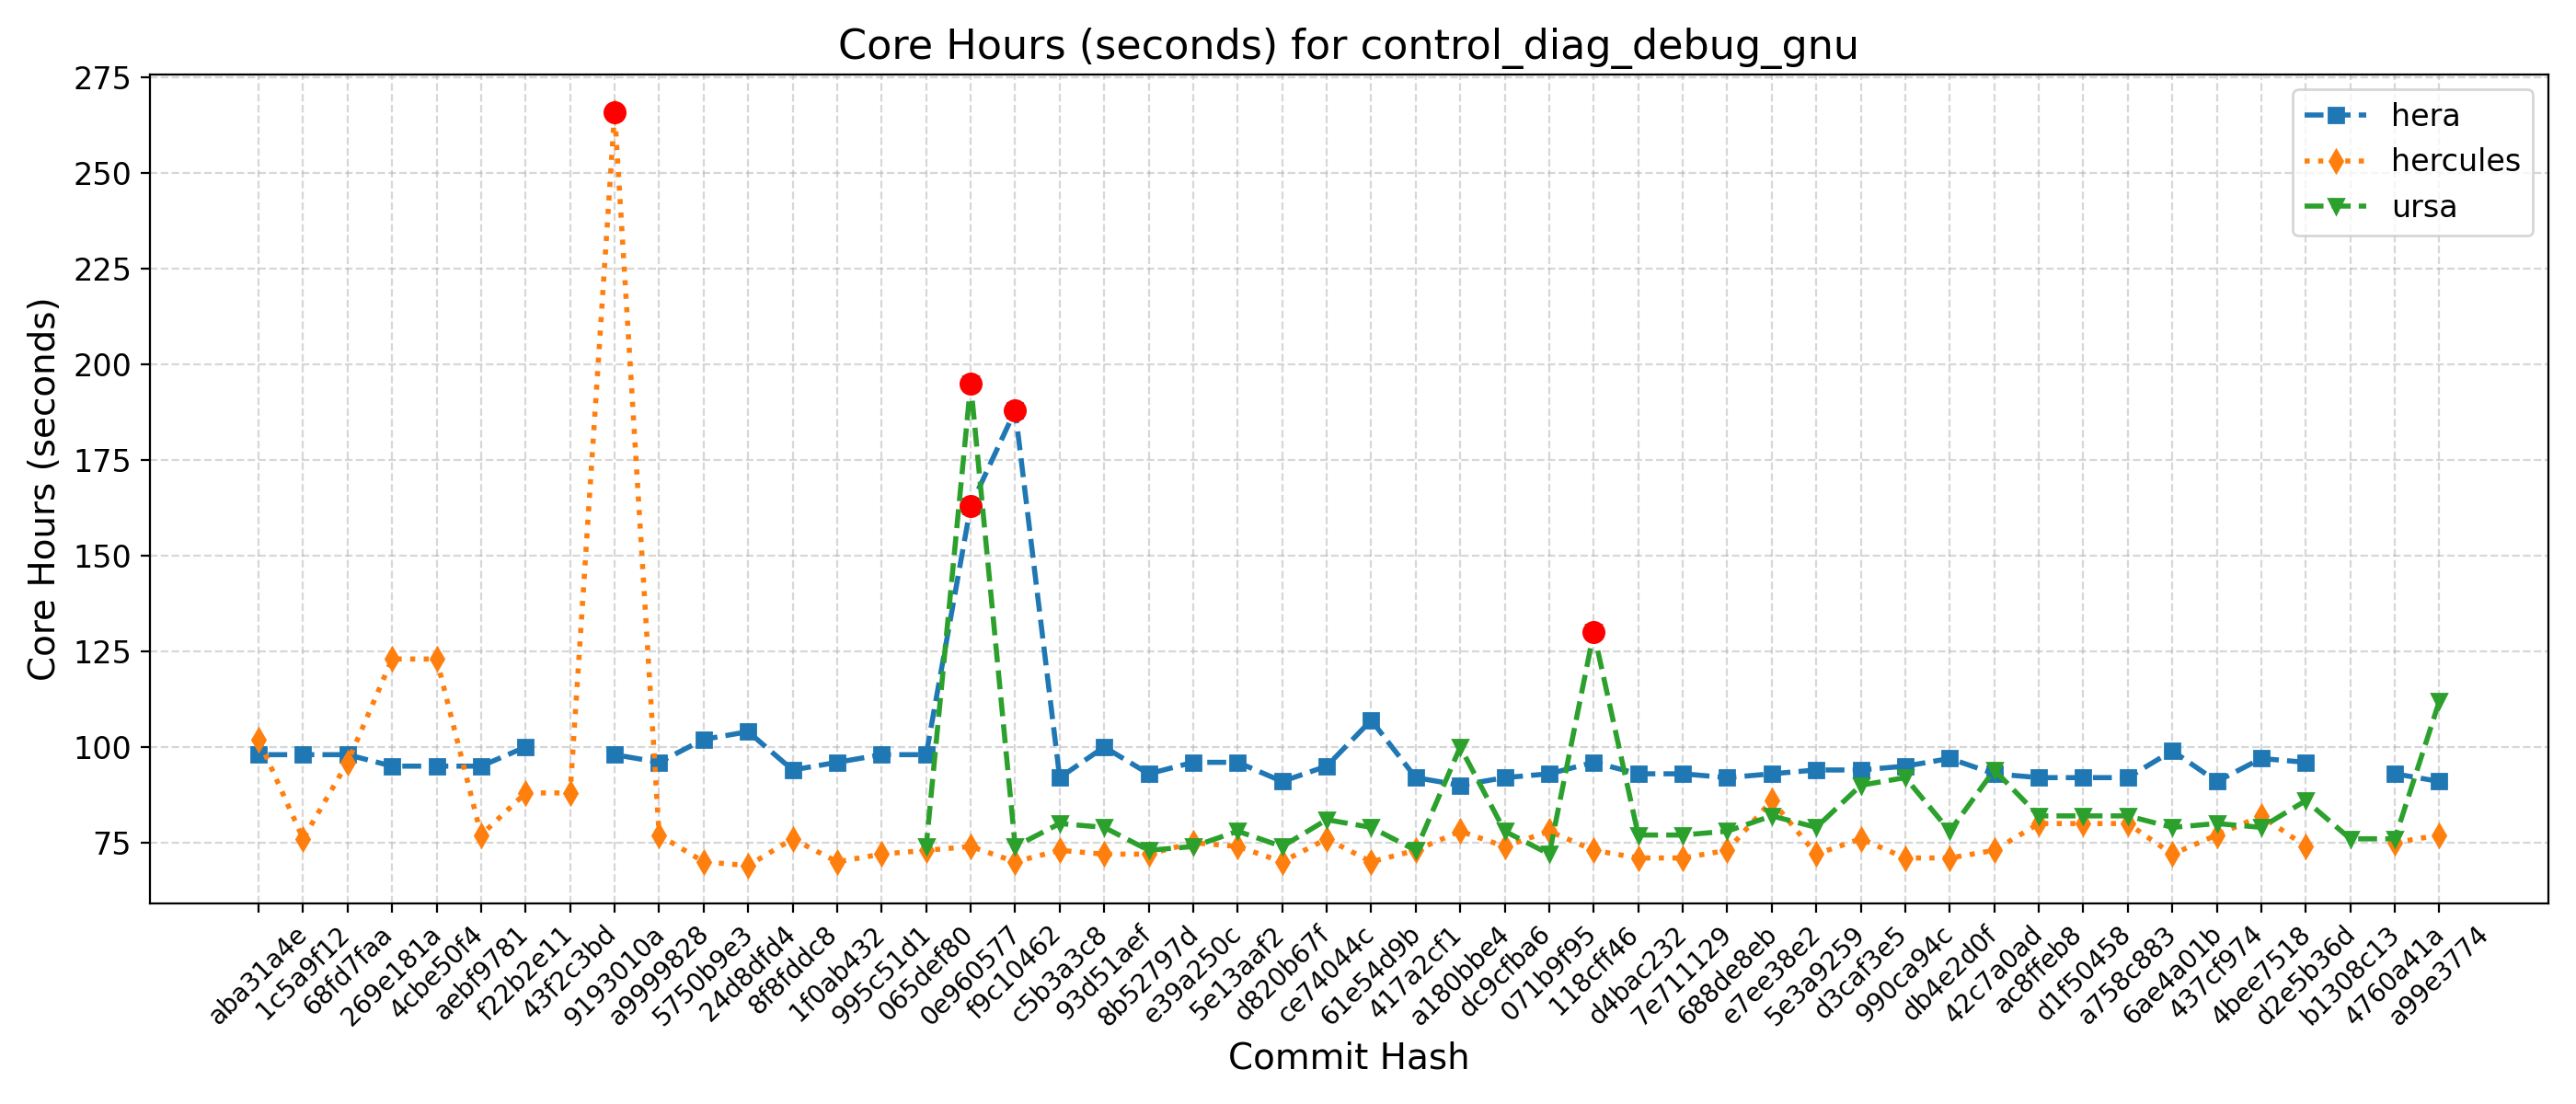 Core Hours (seconds) for control_diag_debug_gnu
Core Hours (seconds)
275
250
225
200
175
150
125
100
75
hera
hercules
ursa
aba31a4e
1c5a9f12
68fd7faa
269e181a
4cbe50f4
aebf9781
f22b2e11
43f2c3bd
9193010a
a9999828
5750b9e3
24d8dfd4
8f8fddc8
1f0ab432
995c51d1
065def80
0e960577
f9c10462
c5b3a3c8
93d51aef
8b52797d
e39a250c
5e13aaf2
d820b67f
ce74044c
61e54d9b
417a2cf1
a180bbe4
dc9cfba6
071b9f95
118cff46
d4bac232
7e711129
688de8eb
e7ee38e2
5e3a9259
d3caf3e5
990ca94c
db4e2d0f
42c7a0ad
ac8ffeb8
d1f50458
a758c883
6ae4a01b
437cf974
4bee7518
d2e5b36d
b1308c13
4760a41a
a99e3774
Commit Hash